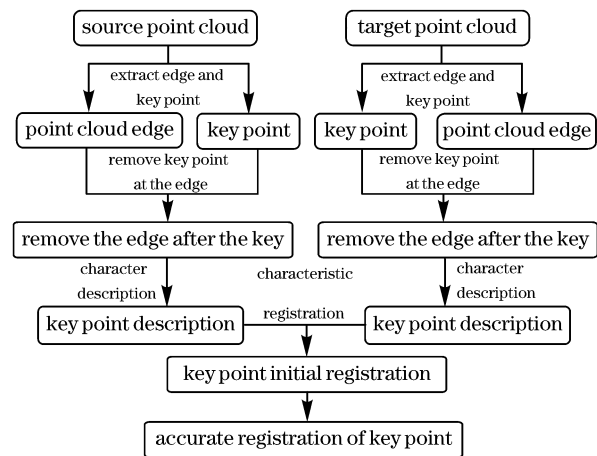 source point cloud
target point cloud
extract edge and
key point
extract edge and
key point
point cloud edge
key point
key point
point cloud edge
remove key point
at the edge
remove key point
at the edge
remove the edge after the key
remove the edge after the key
character
description
characteristic
registration
character
description
key point description
key point description
key point initial registration
accurate registration of key point